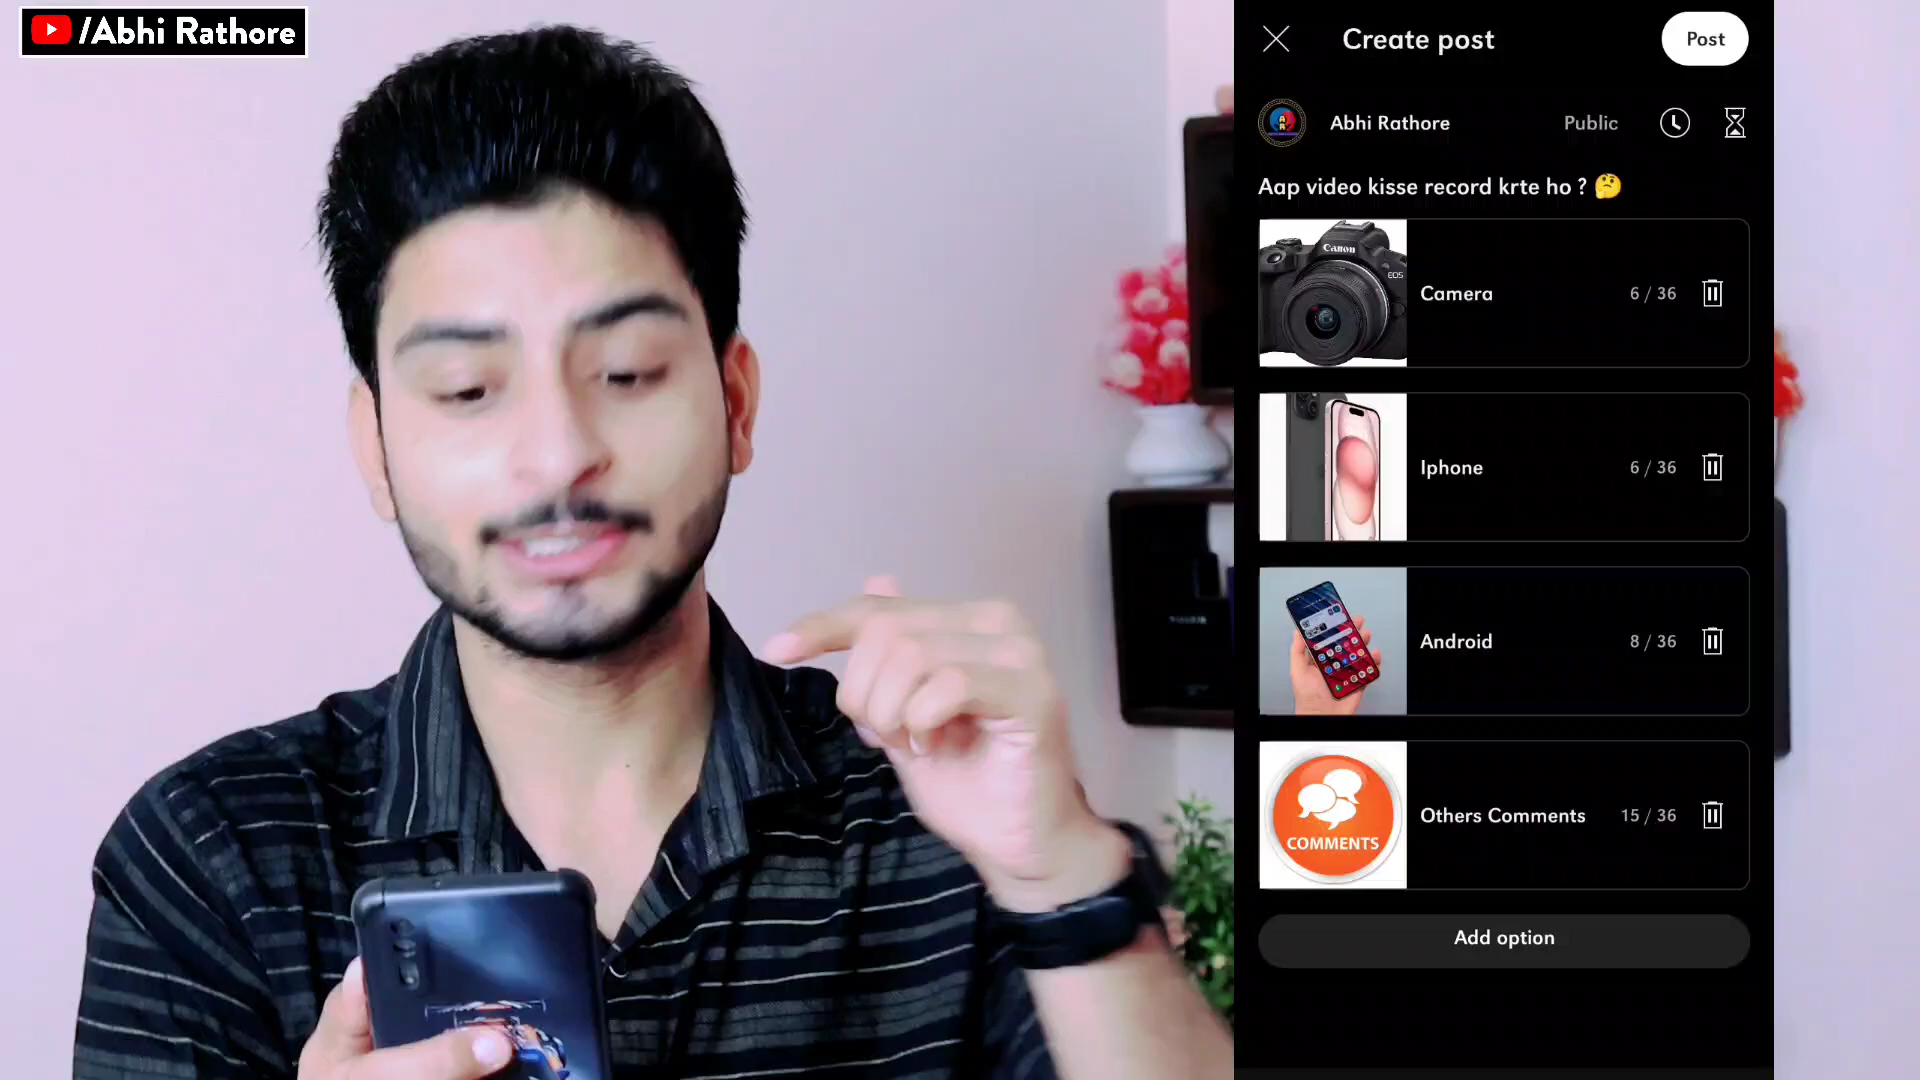 /Abhi Rathore
Create post
Post
Abhi Rathore
Public
Aap video kisse record krte ho ? 🤔
Canon
EOS
Camera
6 / 36
Iphone
6 / 36
Android
8 / 36
COMMENTS
Others Comments
15 / 36
Add option